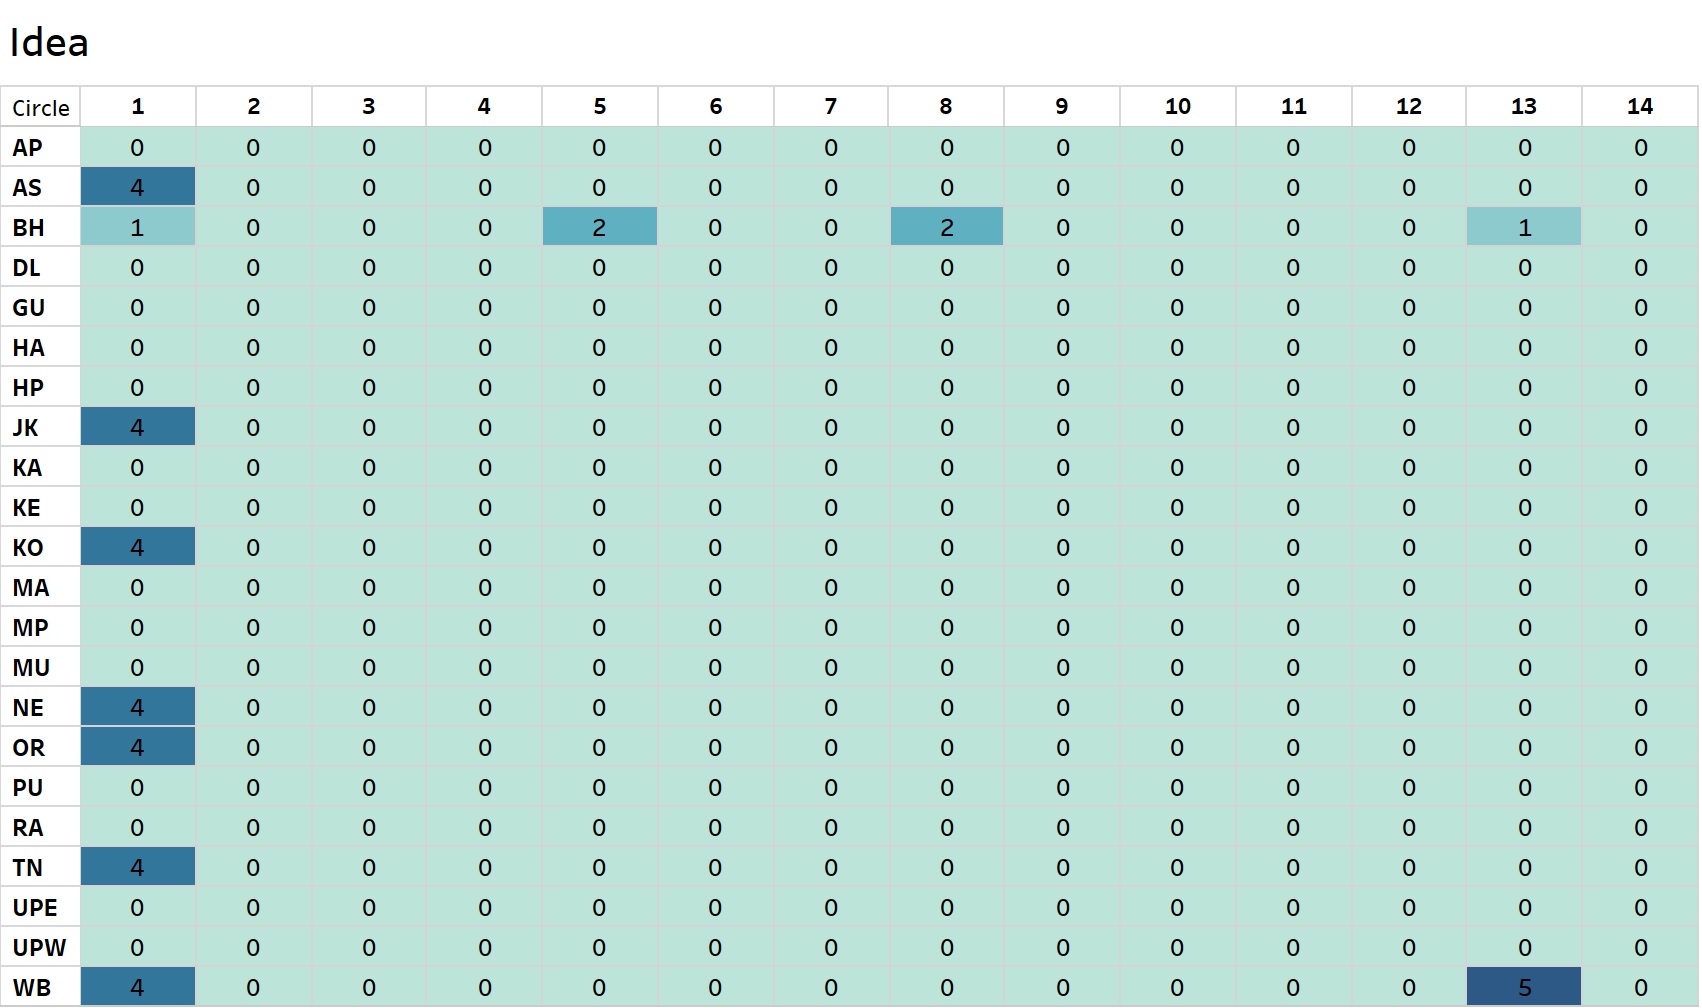 Idea
Circle 1 2 3 4 5 6 7 8 9 10 11 12 13 14
AP 0 0 0 0 0 0 0 0 0 0 0 0 0 0
AS 4 0 0 0 0 0 0 0 0 0 0 0 0 0
BH 1 0 0 0 2 0 0 2 0 0 0 0 1 0
DL 0 0 0 0 0 0 0 0 0 0 0 0 0 0
GU 0 0 0 0 0 0 0 0 0 0 0 0 0 0
HA 0 0 0 0 0 0 0 0 0 0 0 0 0 0
HP 0 0 0 0 0 0 0 0 0 0 0 0 0 0
JK 4 0 0 0 0 0 0 0 0 0 0 0 0 0
KA 0 0 0 0 0 0 0 0 0 0 0 0 0 0
KE 0 0 0 0 0 0 0 0 0 0 0 0 0 0
KO 4 0 0 0 0 0 0 0 0 0 0 0 0 0
MA 0 0 0 0 0 0 0 0 0 0 0 0 0 0
MP 0 0 0 0 0 0 0 0 0 0 0 0 0 0
MU 0 0 0 0 0 0 0 0 0 0 0 0 0 0
NE 4 0 0 0 0 0 0 0 0 0 0 0 0 0
OR 4 0 0 0 0 0 0 0 0 0 0 0 0 0
PU 0 0 0 0 0 0 0 0 0 0 0 0 0 0
RA 0 0 0 0 0 0 0 0 0 0 0 0 0 0
TN 4 0 0 0 0 0 0 0 0 0 0 0 0 0
UPE 0 0 0 0 0 0 0 0 0 0 0 0 0 0
UPW 0 0 0 0 0 0 0 0 0 0 0 0 0 0
WB 4 0 0 0 0 0 0 0 0 0 0 0 5 0